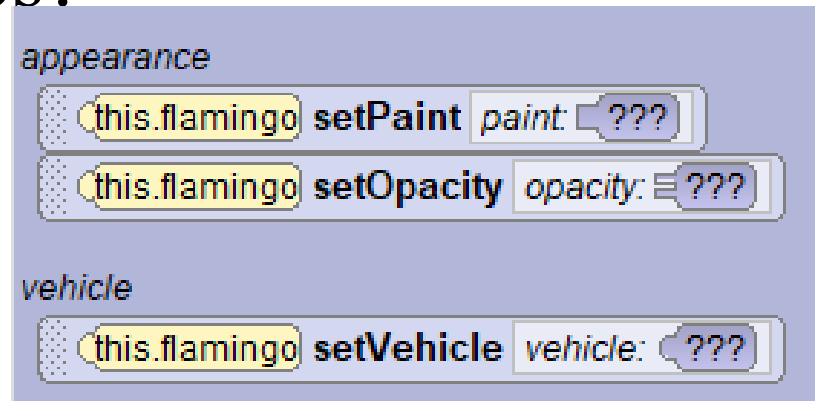 appearance
this.flamingo setPaint paint: ???
this.flamingo setOpacity opacity: ???
vehicle
this.flamingo setVehicle vehicle: ???